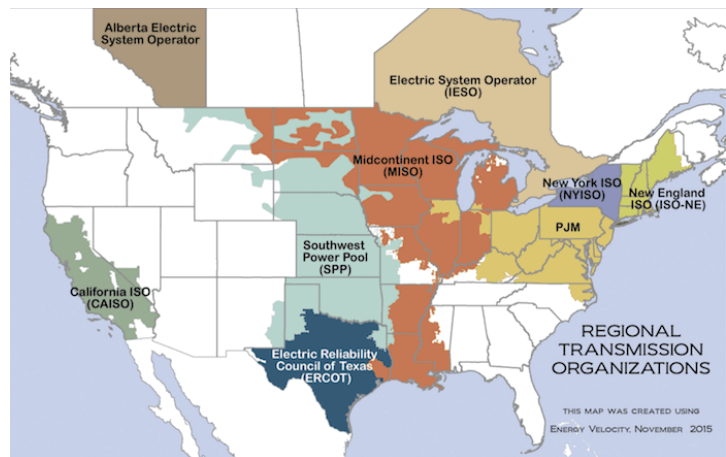 Alberta Electric
System Operator
Electric System Operator
(IESO)
Midcontinent ISO
(MISO)
New York ISO
(NYISO)
New England
ISO (ISO-NE)
PJM
Southwest
Power Pool
(SPP)
California ISO
(CAISO)
Electric Reliability
Council of Texas
(ERCOT)
REGIONAL
TRANSMISSION
ORGANIZATIONS
THIS MAP WAS CREATED USING
ENERGY VELOCITY, NOVEMBER 2015